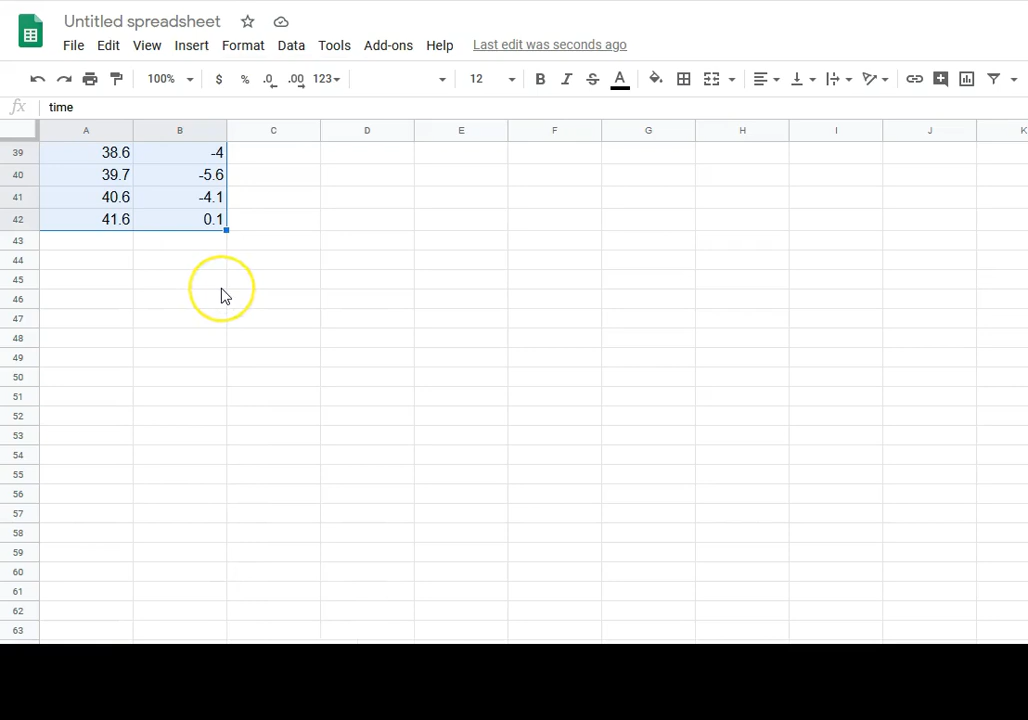 Untitled spreadsheet
File Edit View Insert Format Data Tools Add-ons Help Last edit was seconds ago
100% $ % .0 .00 123 12 B I S A
fx time
A B C D E F G H I J K
39 38.6 -4
40 39.7 -5.6
41 40.6 -4.1
42 41.6 0.1
43
44
45
46
47
48
49
50
51
52
53
54
55
56
57
58
59
60
61
62
63